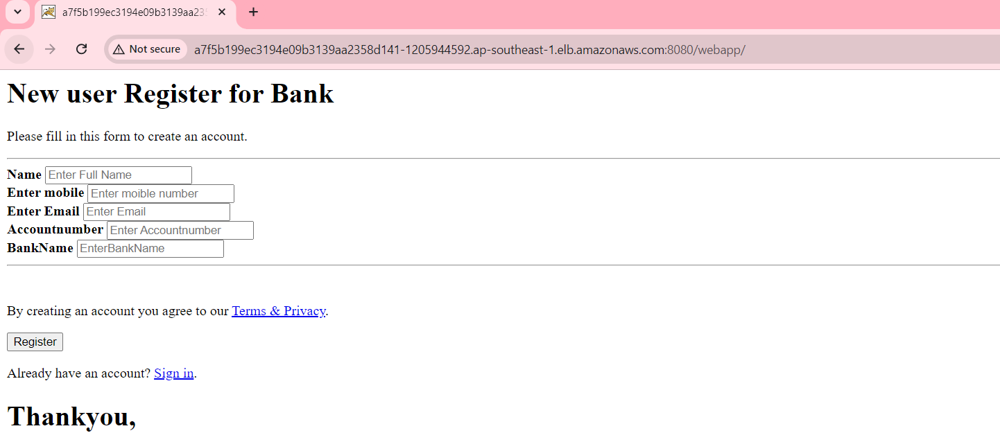 a7f5b199ec3194e09b3139aa23
Not secure a7f5b199ec3194e09b3139aa2358d141-1205944592.ap-southeast-1.elb.amazonaws.com:8080/webapp/
New user Register for Bank
Please fill in this form to create an account.
Name Enter Full Name
Enter mobile Enter moible number
Enter Email Enter Email
Accountnumber Enter Accountnumber
BankName EnterBankName
By creating an account you agree to our Terms & Privacy.
Register
Already have an account? Sign in.
Thankyou,